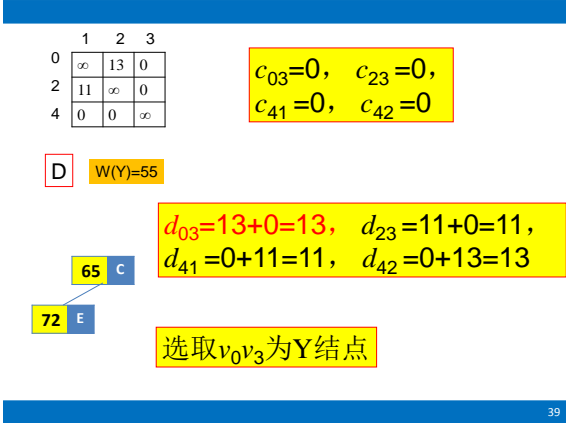 1 2 3
0 ∞ 13 0
2 11 ∞ 0
4 0 0 ∞
c03=0， c23 =0，
c41 =0， c42 =0
D W(Y)=55
d03=13+0=13， d23 =11+0=11，
d41 =0+11=11， d42 =0+13=13
65 C
72 E
选取v0v3为Y结点
39